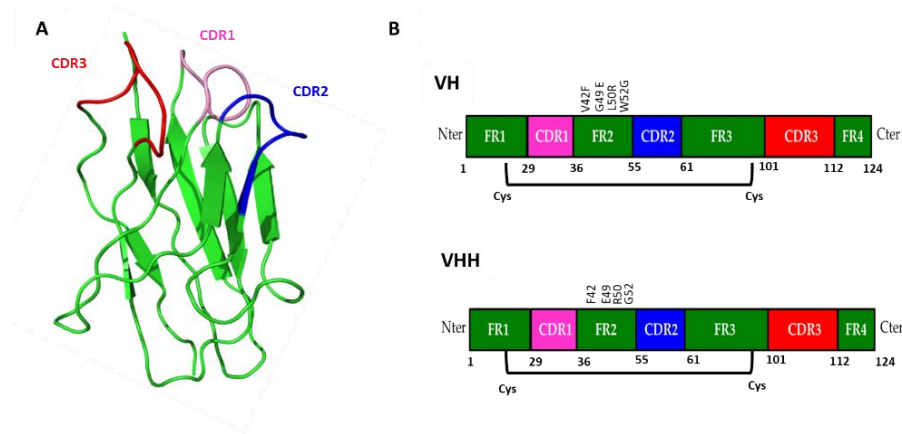 A
CDR1
CDR3
CDR2
B
VH
V42F
G49 E
L50R
W52G
Nter FR1 CDR1 FR2 CDR2 FR3 CDR3 FR4 Cter
1 29 36 55 61 101 112 124
Cys Cys
VHH
F42
E49
R50
G52
Nter FR1 CDR1 FR2 CDR2 FR3 CDR3 FR4 Cter
1 29 36 55 61 101 112 124
Cys Cys